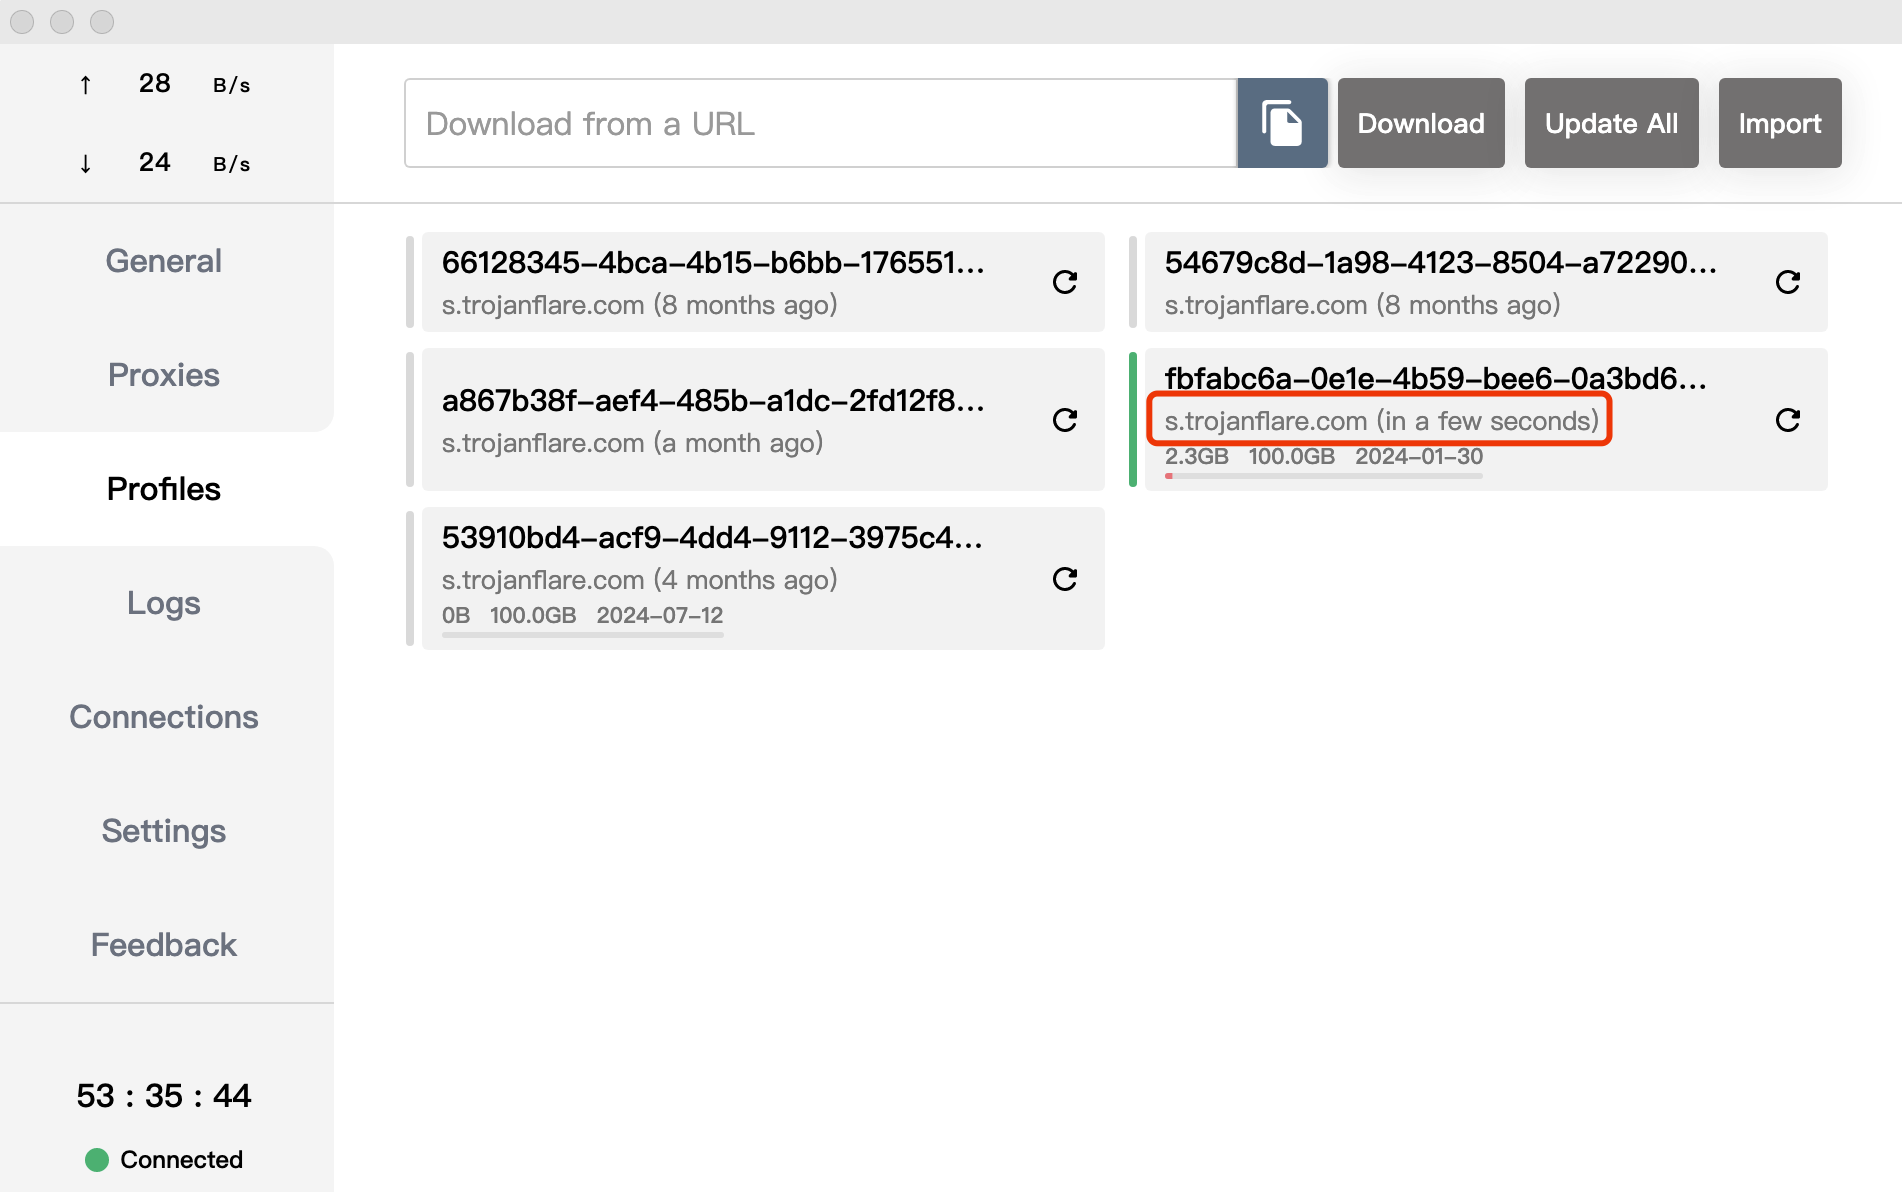 ↑ 28 B/s
↓ 24 B/s
General
Proxies
Profiles
Logs
Connections
Settings
Feedback
53 : 35 : 44
Connected
Download from a URL
Download
Update All
Import
66128345-4bca-4b15-b6bb-176551...
s.trojanflare.com (8 months ago)
54679c8d-1a98-4123-8504-a72290...
s.trojanflare.com (8 months ago)
a867b38f-aef4-485b-a1dc-2fd12f8...
s.trojanflare.com (a month ago)
fbfabc6a-0e1e-4b59-bee6-0a3bd6...
s.trojanflare.com (in a few seconds)
2.3GB 100.0GB 2024-01-30
53910bd4-acf9-4dd4-9112-3975c4...
s.trojanflare.com (4 months ago)
0B 100.0GB 2024-07-12